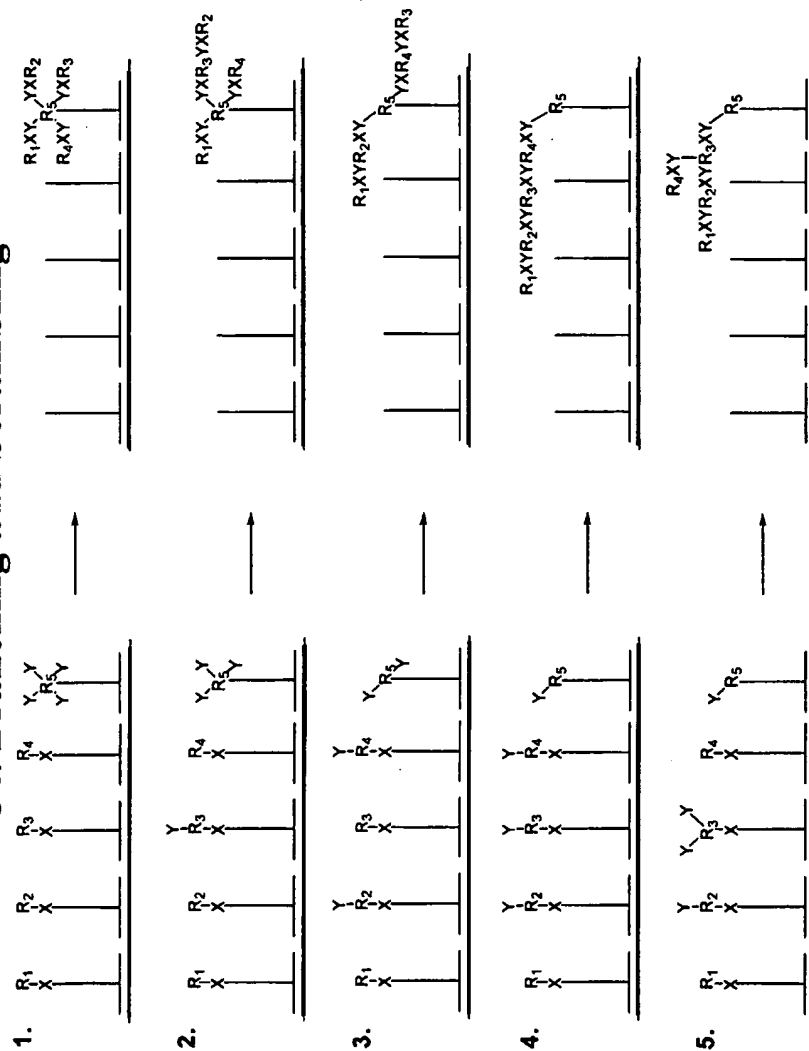 1.
R₁ R₂ R₃ R₄ Y Y
X X X X R₅
Y Y
R₁XY YXR₂
R₅
R₄XY YXR₃
2.
Y
R₁ R₂ R₃ R₄ Y Y
X X X X R₅
Y
R₁XY YXR₃YXR₂
R₅
YXR₄
3.
Y Y
R₁ R₂ R₃ R₄ Y
X X X X R₅
Y
R₁XYR₂XY
R₅
YXR₄YXR₃
4.
Y Y Y
R₁ R₂ R₃ R₄ Y
X X X X R₅
R₁XYR₂XYR₃XYR₄XY
R₅
5.
Y Y Y
R₁ R₂ R₃ R₄ Y
X X X X R₅
R₄XY
R₁XYR₂XYR₃XY
R₅